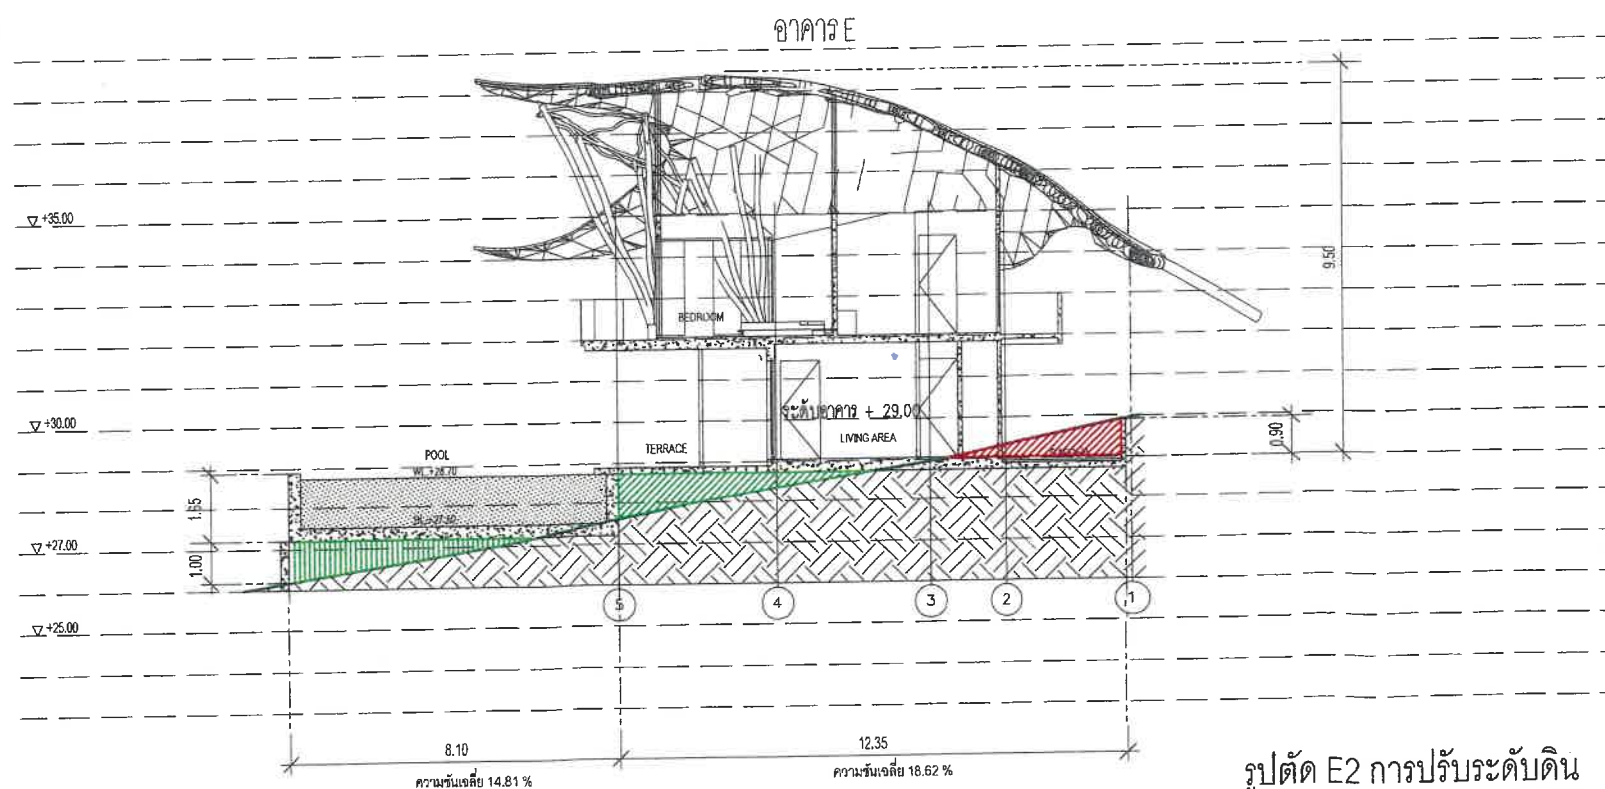 อาคาร E
+35.00
9.50
BEDROOM
ระดับอาคาร + 29.00
+30.00
0.90
LIVING AREA
TERRACE
POOL
WL.+28.70
1.65
+27.00
1.00
5
4
3
2
1
+25.00
8.10
12.35
ความชันเฉลี่ย 14.81 %
ความชันเฉลี่ย 18.62 %
รูปตัด E2 การปรับระดับดิน